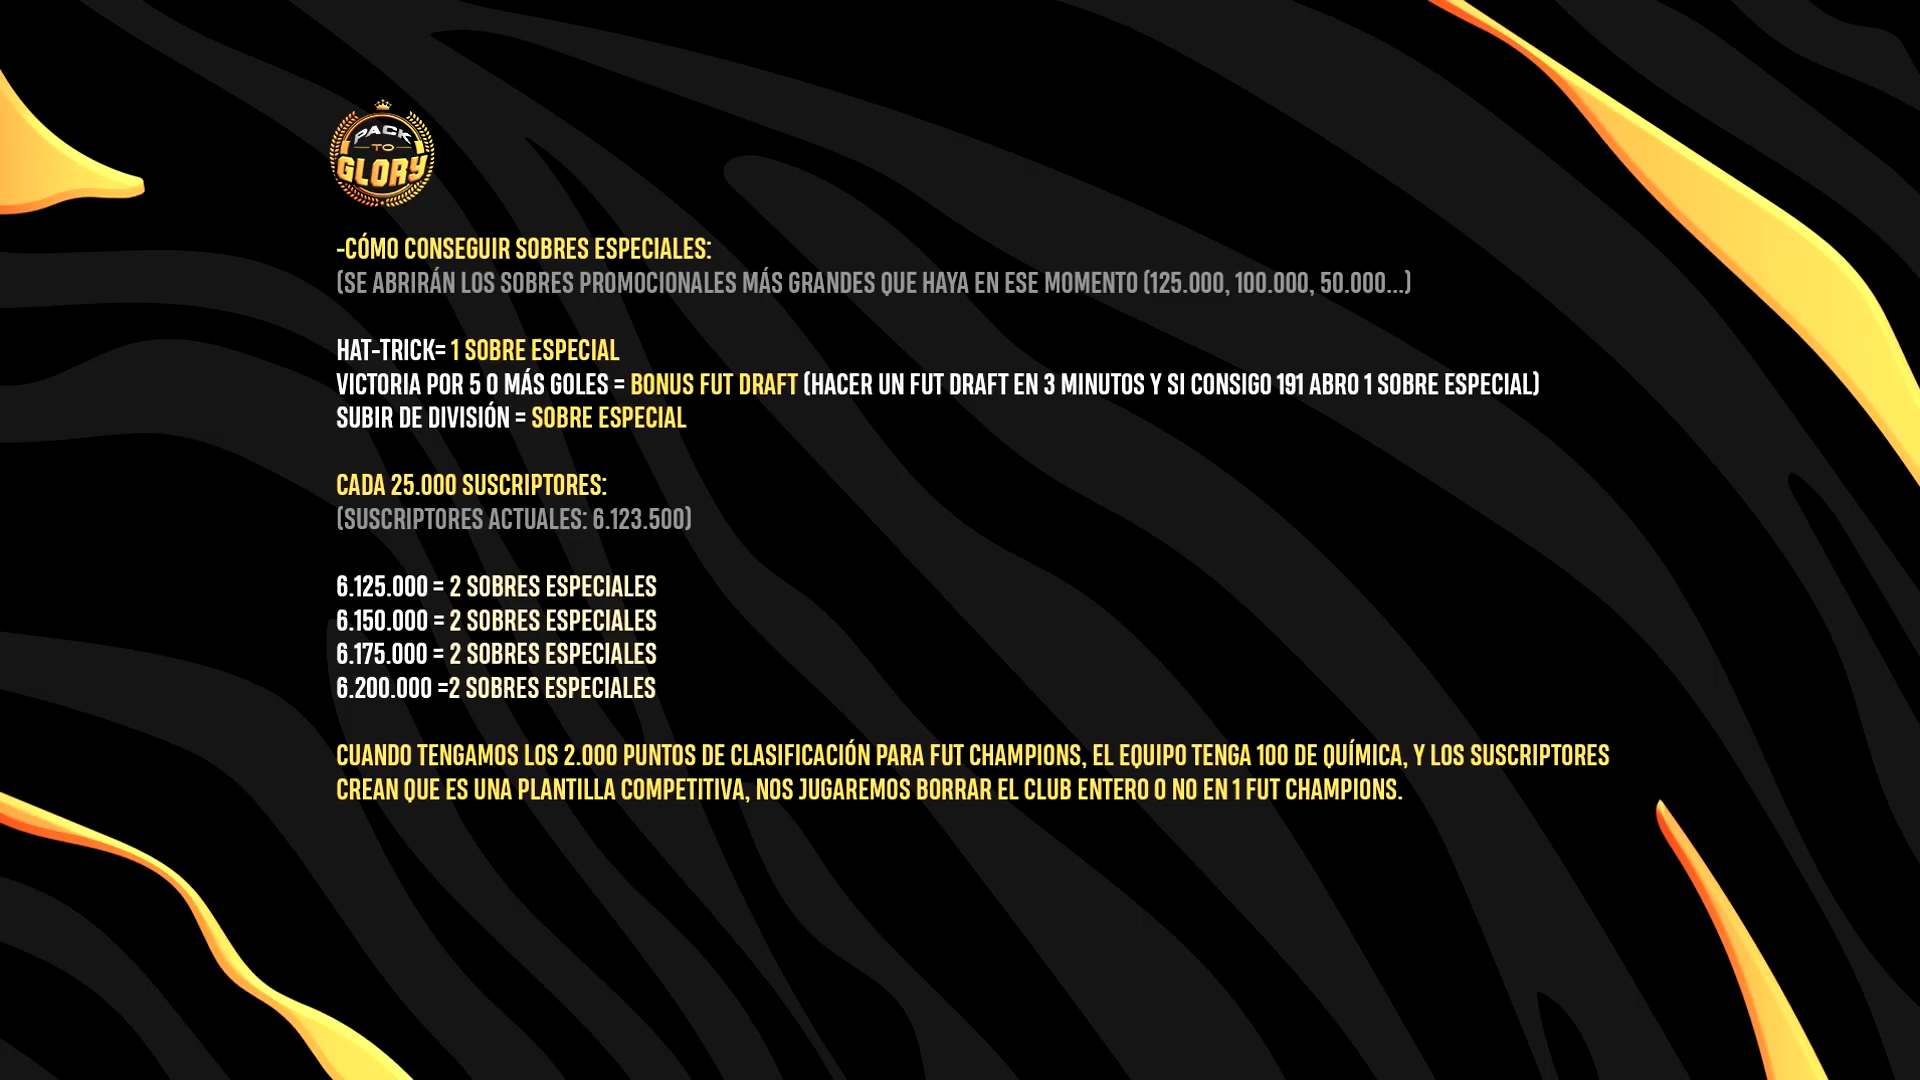 PACK
TO
GLORY
-CÓMO CONSEGUIR SOBRES ESPECIALES:
(SE ABRIRÁN LOS SOBRES PROMOCIONALES MÁS GRANDES QUE HAYA EN ESE MOMENTO (125.000, 100.000, 50.000...)
HAT-TRICK= 1 SOBRE ESPECIAL
VICTORIA POR 5 O MÁS GOLES = BONUS FUT DRAFT (HACER UN FUT DRAFT EN 3 MINUTOS Y SI CONSIGO 191 ABRO 1 SOBRE ESPECIAL)
SUBIR DE DIVISIÓN = SOBRE ESPECIAL
CADA 25.000 SUSCRIPTORES:
(SUSCRIPTORES ACTUALES: 6.123.500)
6.125.000 = 2 SOBRES ESPECIALES
6.150.000 = 2 SOBRES ESPECIALES
6.175.000 = 2 SOBRES ESPECIALES
6.200.000 =2 SOBRES ESPECIALES
CUANDO TENGAMOS LOS 2.000 PUNTOS DE CLASIFICACIÓN PARA FUT CHAMPIONS, EL EQUIPO TENGA 100 DE QUÍMICA, Y LOS SUSCRIPTORES
CREAN QUE ES UNA PLANTILLA COMPETITIVA, NOS JUGAREMOS BORRAR EL CLUB ENTERO O NO EN 1 FUT CHAMPIONS.